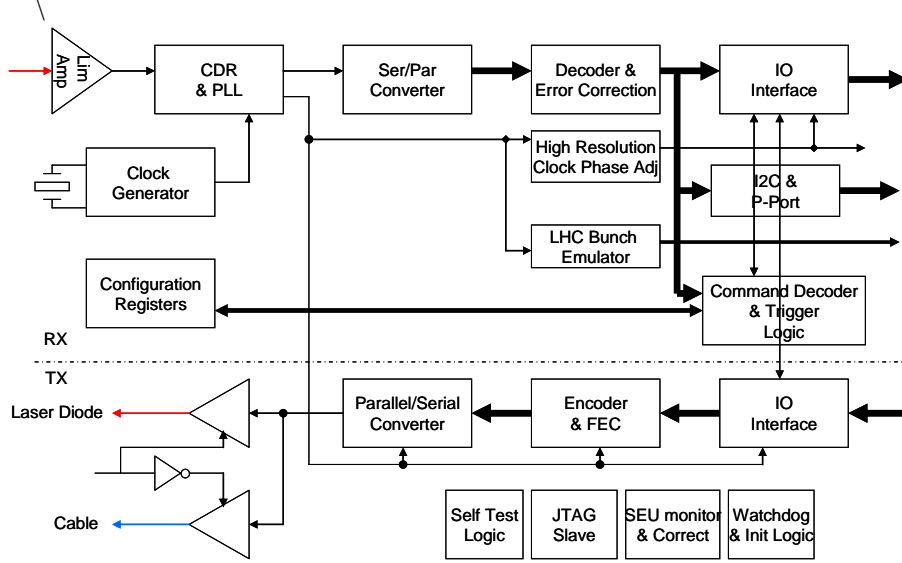 Lim
Amp
CDR
& PLL
Ser/Par
Converter
Decoder &
Error Correction
IO
Interface
High Resolution
Clock Phase Adj
Clock
Generator
I2C &
P-Port
LHC Bunch
Emulator
Configuration
Registers
Command Decoder
& Trigger
Logic
RX
TX
Laser Diode
Parallel/Serial
Converter
Encoder
& FEC
IO
Interface
Cable
Self Test
Logic
JTAG
Slave
SEU monitor
& Correct
Watchdog
& Init Logic